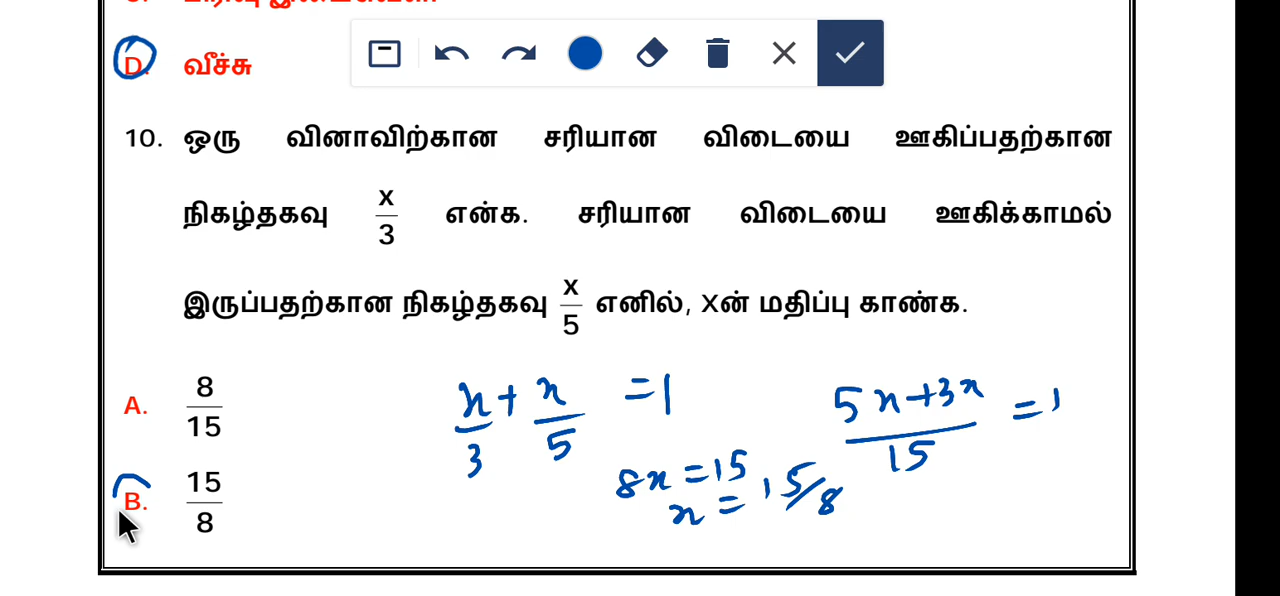 D. வீச்சு
10. ஒரு வினாவிற்கான சரியான விடையை ஊகிப்பதற்கான
நிகழ்தகவு x/3 என்க. சரியான விடையை ஊகிக்காமல்
இருப்பதற்கான நிகழ்தகவு x/5 எனில், Xன் மதிப்பு காண்க.
A. 8/15
x/3 + x/5 = 1
5x+3x/15 = 1
8x = 15
x = 15/8
B. 15/8